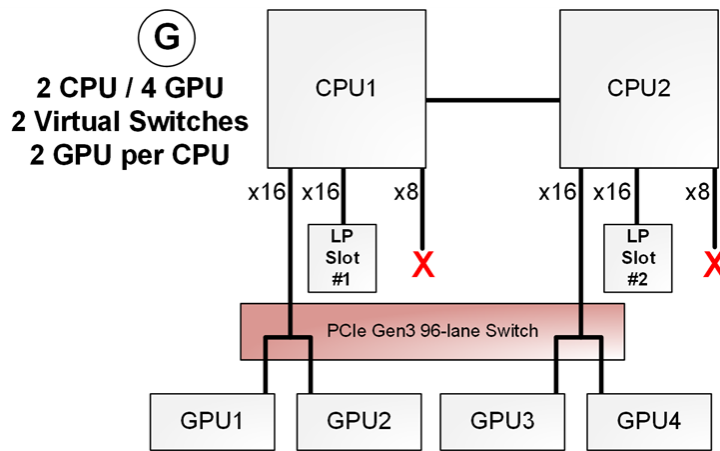 G
2 CPU / 4 GPU
2 Virtual Switches
2 GPU per CPU
CPU1
CPU2
x16
x16
x8
x16
x16
x8
LP
Slot
#1
X
LP
Slot
#2
X
PCIe Gen3 96-lane Switch
GPU1
GPU2
GPU3
GPU4